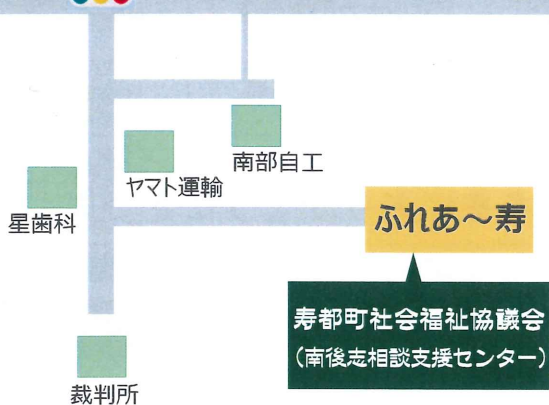 南部自工
ヤマト運輸
星歯科
ふれあ〜寿
寿都町社会福祉協議会
(南後志相談支援センター)
裁判所